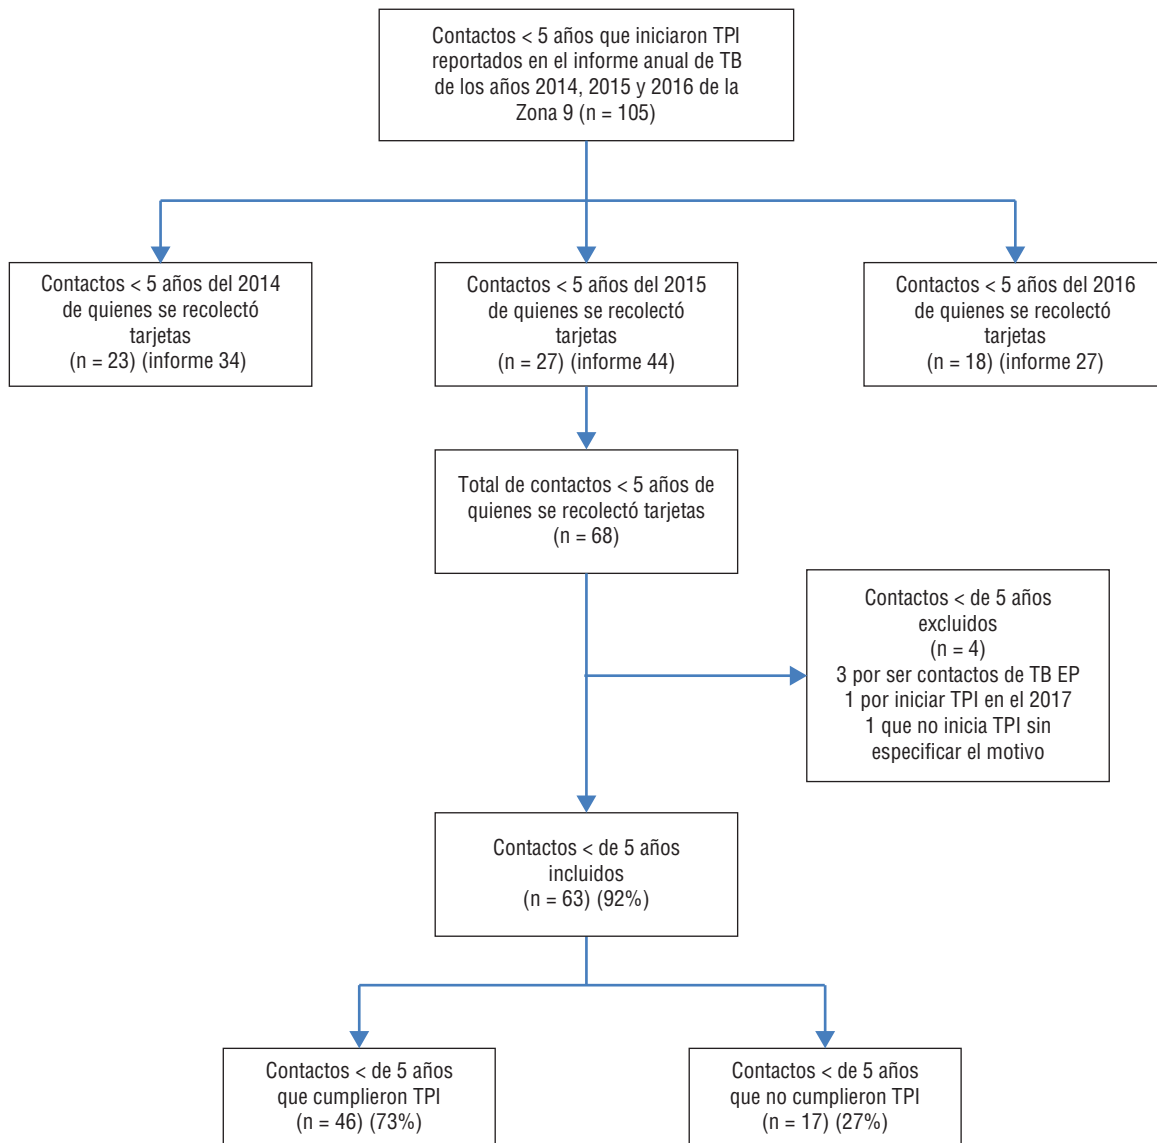 Contactos < 5 años que iniciaron TPI
reportados en el informe anual de TB
de los años 2014, 2015 y 2016 de la
Zona 9 (n = 105)
Contactos < 5 años del 2014
de quienes se recolectó
tarjetas
(n = 23) (informe 34)
Contactos < 5 años del 2015
de quienes se recolectó
tarjetas
(n = 27) (informe 44)
Contactos < 5 años del 2016
de quienes se recolectó
tarjetas
(n = 18) (informe 27)
Total de contactos < 5 años de
quienes se recolectó tarjetas
(n = 68)
Contactos < de 5 años
excluidos
(n = 4)
3 por ser contactos de TB EP
1 por iniciar TPI en el 2017
1 que no inicia TPI sin
especificar el motivo
Contactos < de 5 años
incluidos
(n = 63) (92%)
Contactos < de 5 años
que cumplieron TPI
(n = 46) (73%)
Contactos < de 5 años
que no cumplieron TPI
(n = 17) (27%)